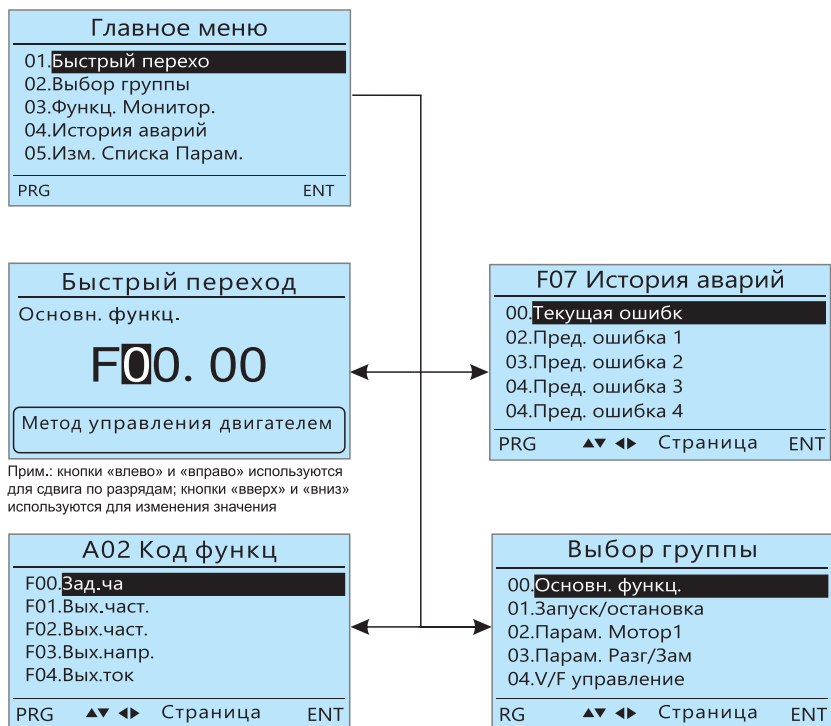 Главное меню
01.Быстрый перехо
02.Выбор группы
03.Функц. Монитор.
04.История аварий
05.Изм. Списка Парам.
PRG ENT
Быстрый переход
Основн. функц.
F00. 00
Метод управления двигателем
Прим.: кнопки «влево» и «вправо» используются
для сдвига по разрядам; кнопки «вверх» и «вниз»
используются для изменения значения
F07 История аварий
00.Текущая ошибк
02.Пред. ошибка 1
03.Пред. ошибка 2
04.Пред. ошибка 3
04.Пред. ошибка 4
PRG ▲▼ ◀▶ Страница ENT
A02 Код функц
F00.Зад.ча
F01.Вых.част.
F02.Вых.част.
F03.Вых.напр.
F04.Вых.ток
PRG ▲▼ ◀▶ Страница ENT
Выбор группы
00.Основн. функц.
01.Запуск/остановка
02.Парам. Мотор1
03.Парам. Разг/Зам
04.V/F управление
RG ▲▼ ◀▶ Страница ENT